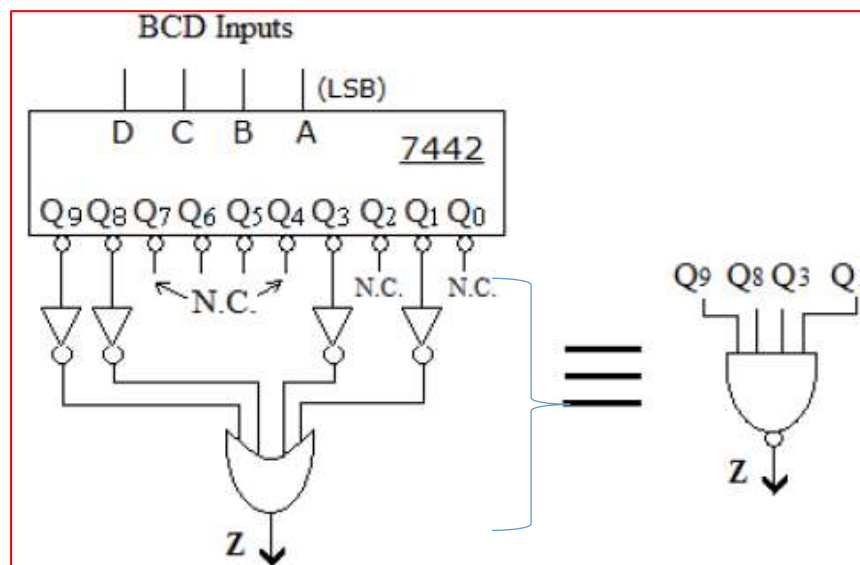 BCD Inputs
(LSB)
D C B A
7442
Q9 Q8 Q7 Q6 Q5 Q4 Q3 Q2 Q1 Q0
N.C. N.C. N.C.
Q9 Q8 Q3 Q
Z
Z